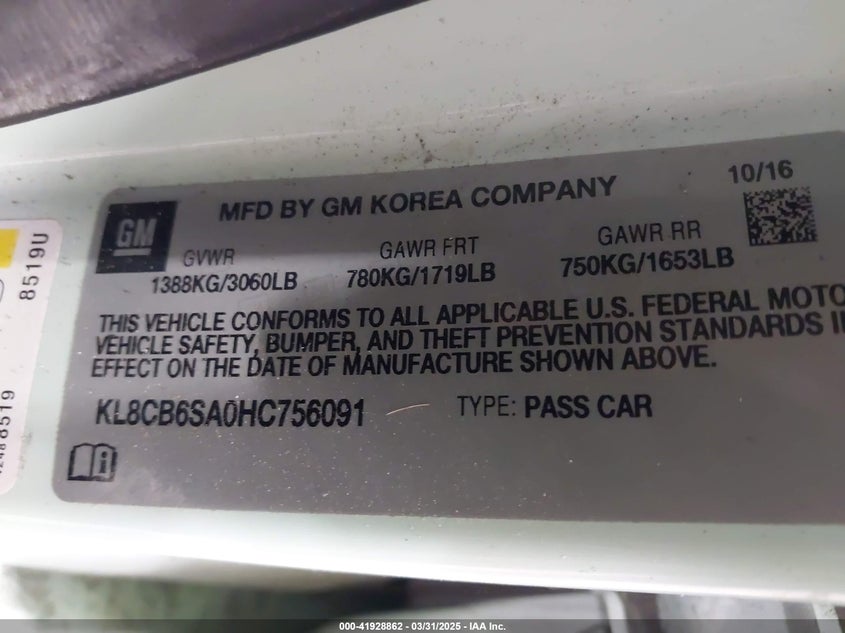 MFD BY GM KOREA COMPANY
10/16
GM
GVWR
GAWR FRT
GAWR RR
1388KG/3060LB
780KG/1719LB
750KG/1653LB
THIS VEHICLE CONFORMS TO ALL APPLICABLE U.S. FEDERAL MOTO
VEHICLE SAFETY, BUMPER, AND THEFT PREVENTION STANDARDS I
EFFECT ON THE DATE OF MANUFACTURE SHOWN ABOVE.
KL8CB6SA0HC756091
TYPE: PASS CAR
8519U
2488519
000-41928862 - 03/31/2025 - IAA Inc.